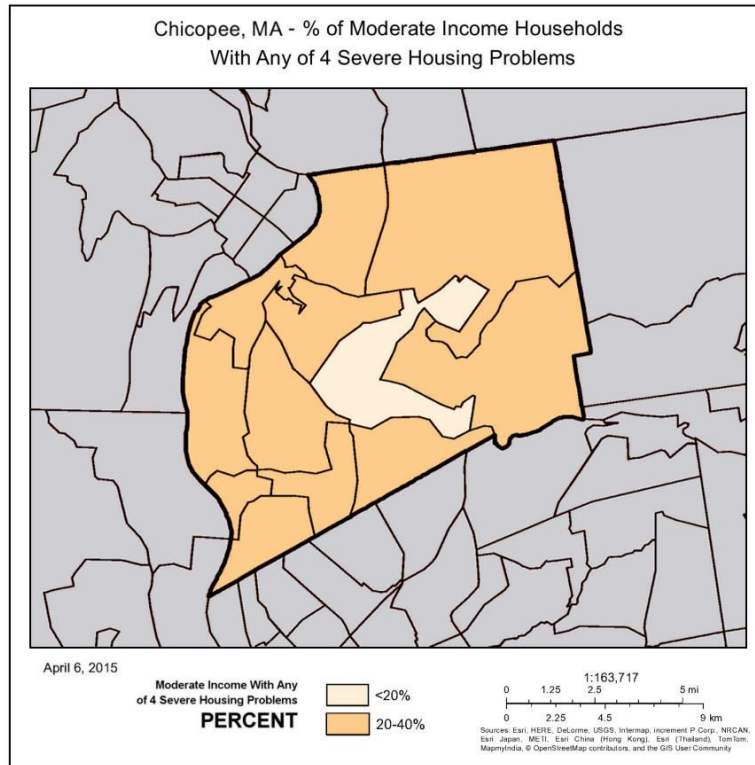 Chicopee, MA - % of Moderate Income Households
With Any of 4 Severe Housing Problems
April 6, 2015
Moderate Income With Any
of 4 Severe Housing Problems
PERCENT
<20%
20-40%
1:163,717
0 1.25 2.5 5 mi
0 2.25 4.5 9 km
Sources: Esri, HERE, DeLorme, USGS, Intermap, increment P Corp., NRCAN,
Esri Japan, METI, Esri China (Hong Kong), Esri (Thailand), TomTom,
MapmyIndia, © OpenStreetMap contributors, and the GIS User Community